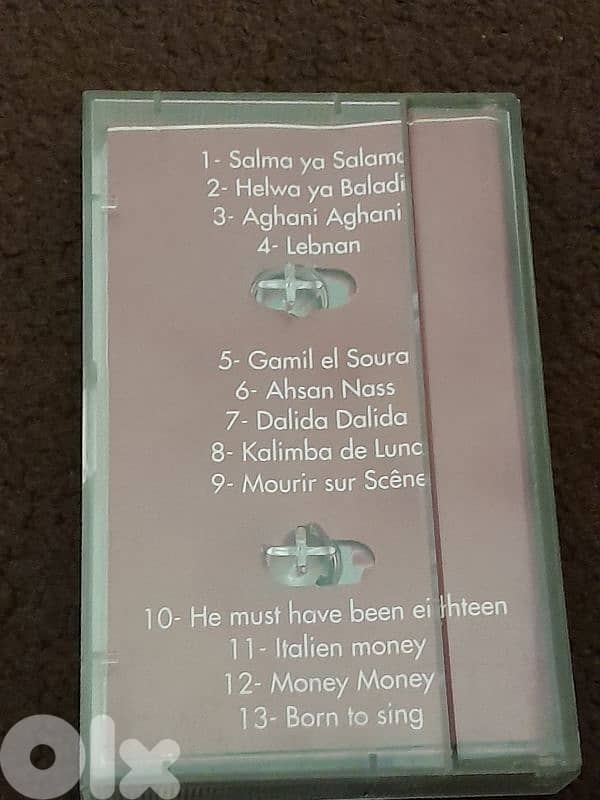 1- Salma ya Salama
2- Helwa ya Baladi
3- Aghani Aghani
4- Lebnan
5- Gamil el Soura
6- Ahsan Nass
7- Dalida Dalida
8- Kalimba de Luna
9- Mourir sur Scêne
10- He must have been eighteen
11- Italien money
12- Money Money
13- Born to sing
olx